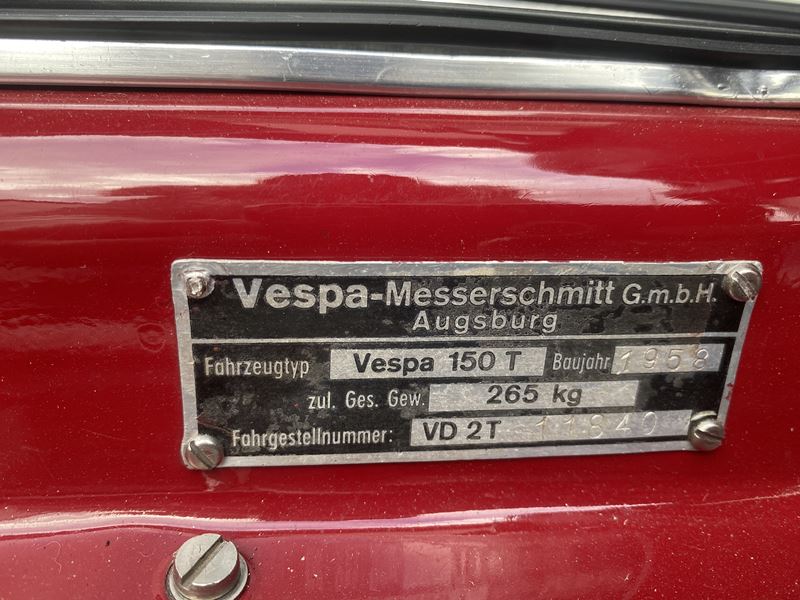 Vespa-Messerschmitt G.m.b.H.
Augsburg
Fahrzeugtyp Vespa 150 T Baujahr 1958
zul. Ges. Gew. 265 kg
Fahrgestellnummer: VD 2T 11840